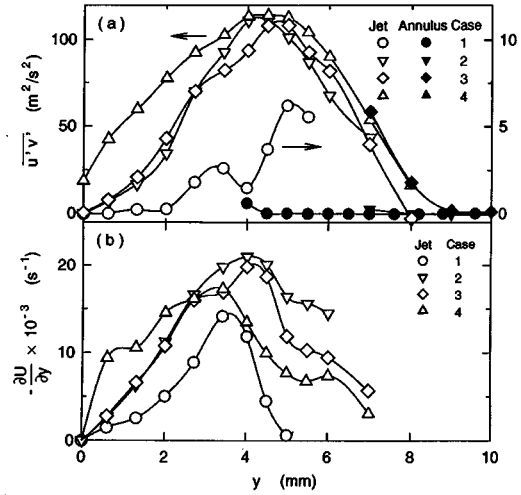 (a)
Jet Annulus Case
1
2
3
4
100
50
0
10
5
0
u'v' (m²/s²)
(b)
Jet Case
1
2
3
4
20
10
0
-∂U/∂y × 10⁻³ (s⁻¹)
0 2 4 6 8 10
y (mm)